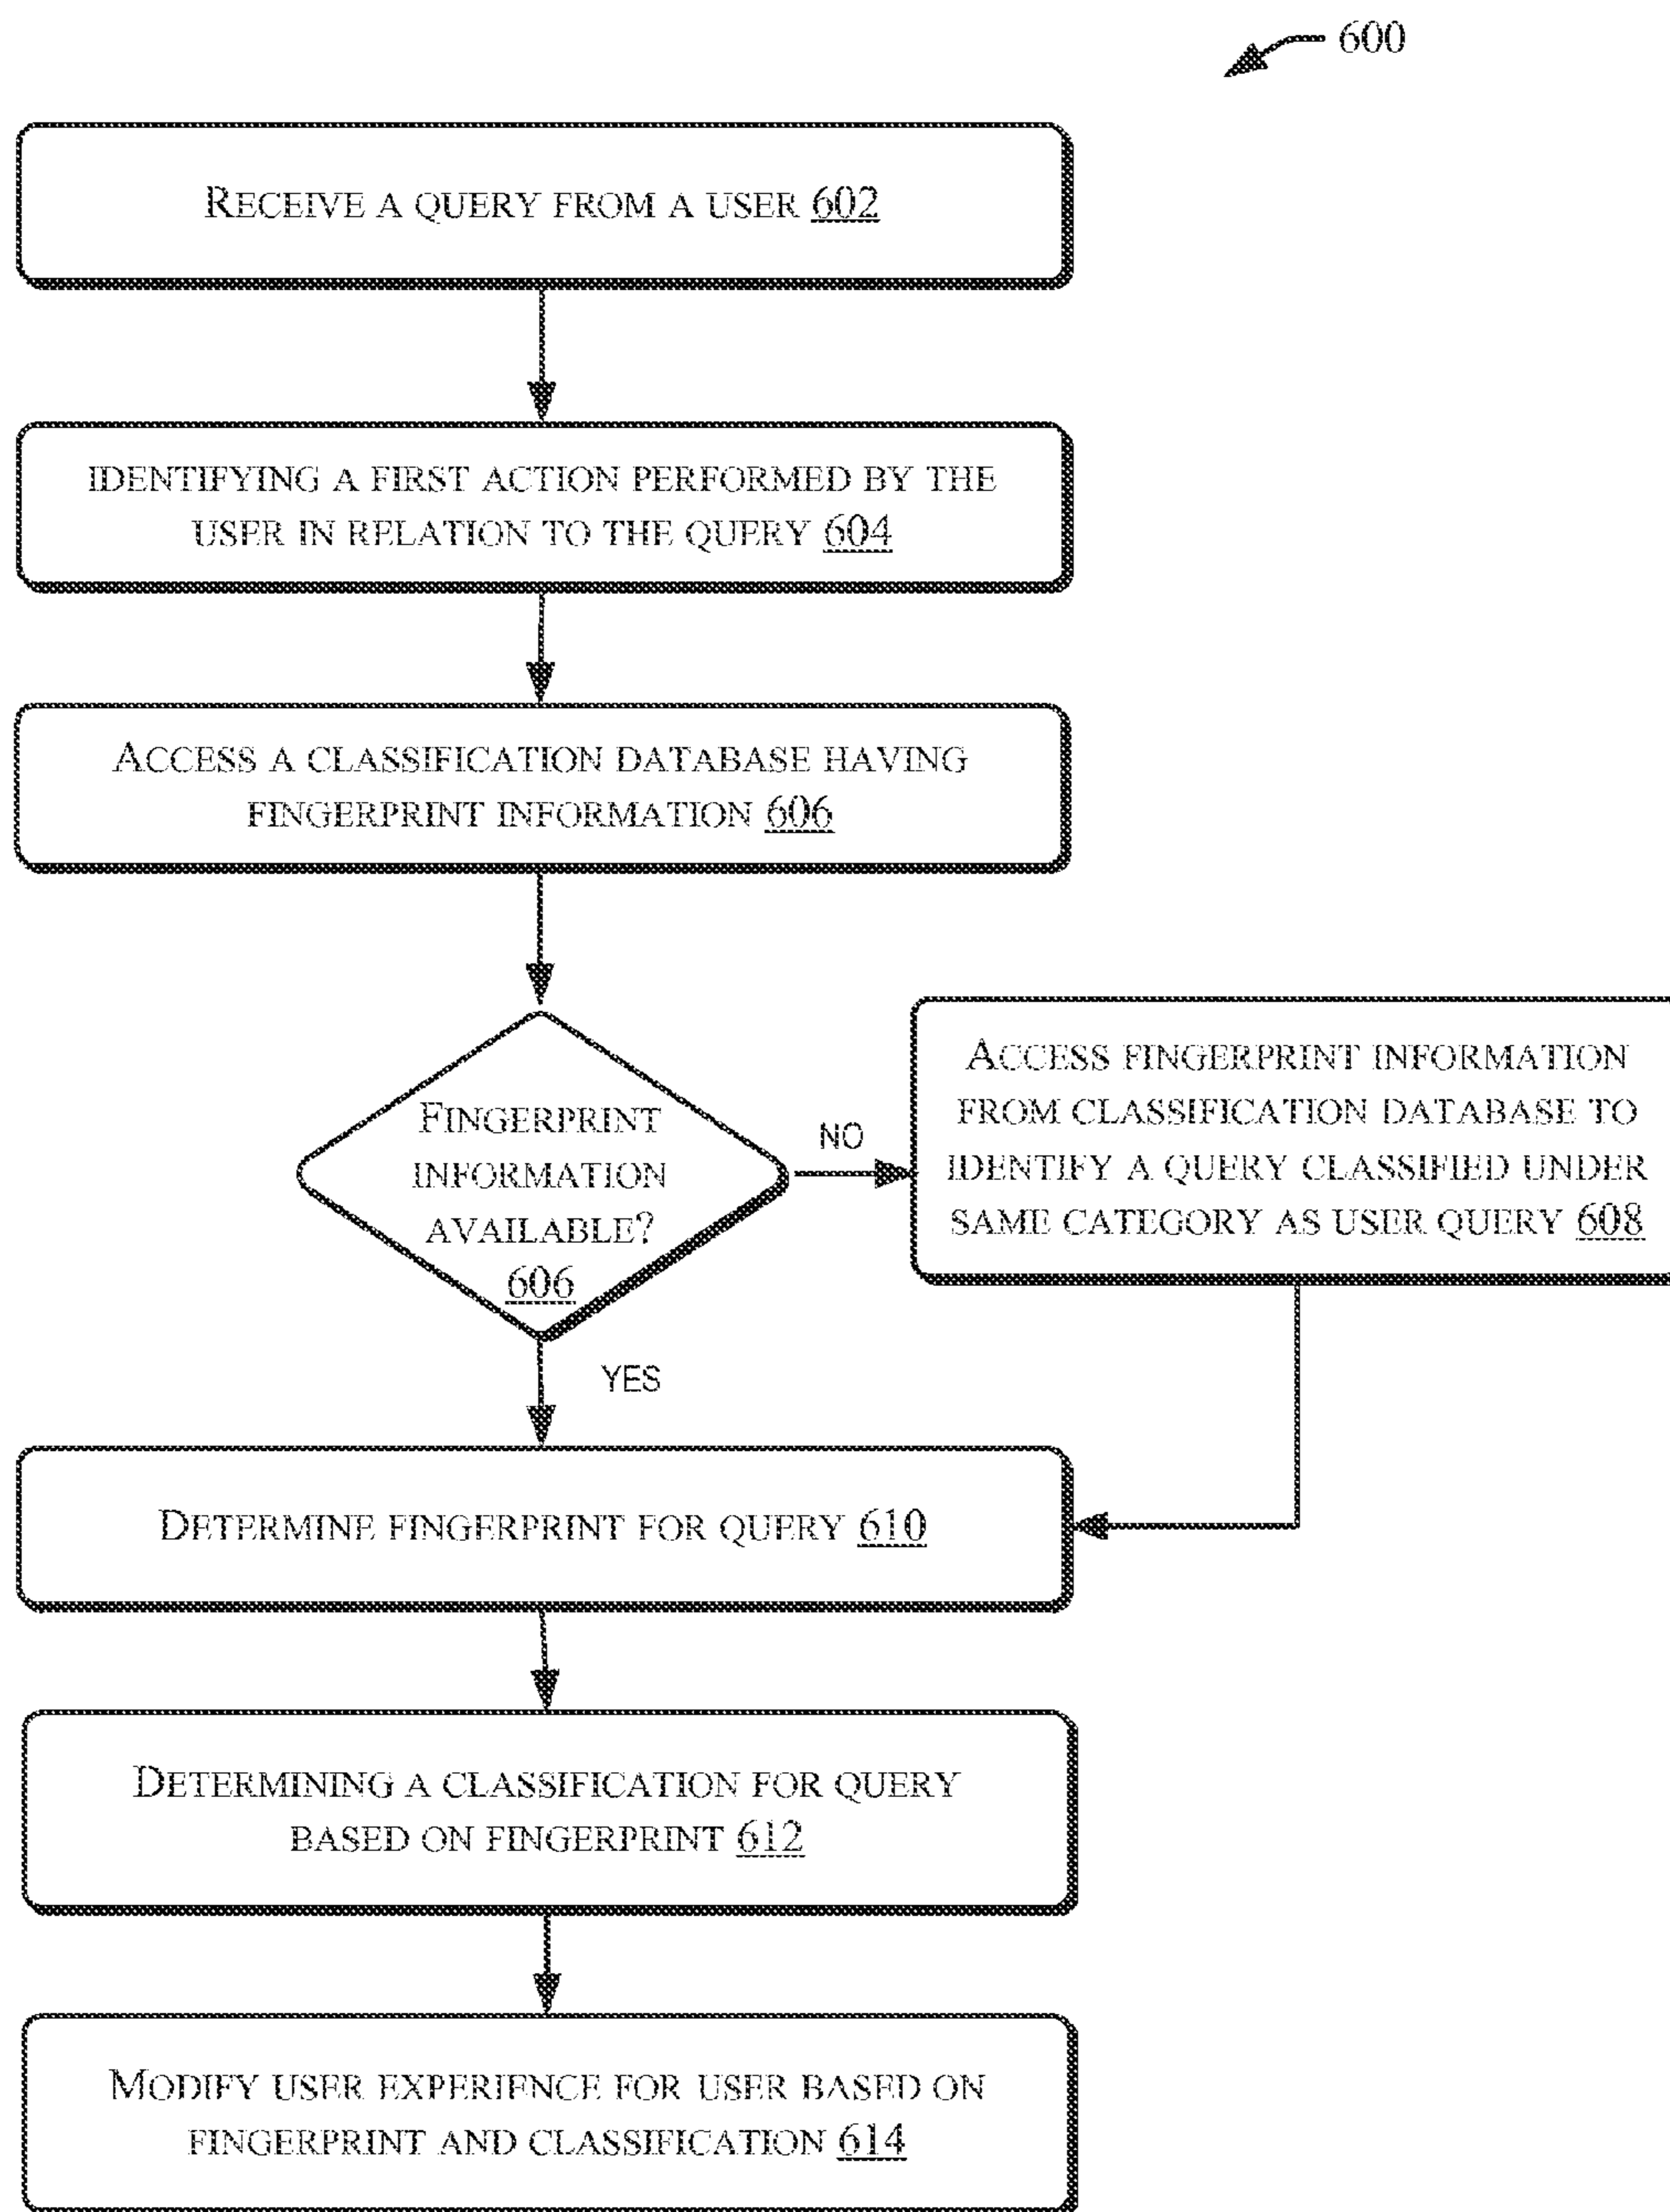 600
RECEIVE A QUERY FROM A USER 602
IDENTIFYING A FIRST ACTION PERFORMED BY THE
USER IN RELATION TO THE QUERY 604
ACCESS A CLASSIFICATION DATABASE HAVING
FINGERPRINT INFORMATION 606
FINGERPRINT
INFORMATION
AVAILABLE?
606
NO
ACCESS FINGERPRINT INFORMATION
FROM CLASSIFICATION DATABASE TO
IDENTIFY A QUERY CLASSIFIED UNDER
SAME CATEGORY AS USER QUERY 608
YES
DETERMINE FINGERPRINT FOR QUERY 610
DETERMINING A CLASSIFICATION FOR QUERY
BASED ON FINGERPRINT 612
MODIFY USER EXPERIENCE FOR USER BASED ON
FINGERPRINT AND CLASSIFICATION 614